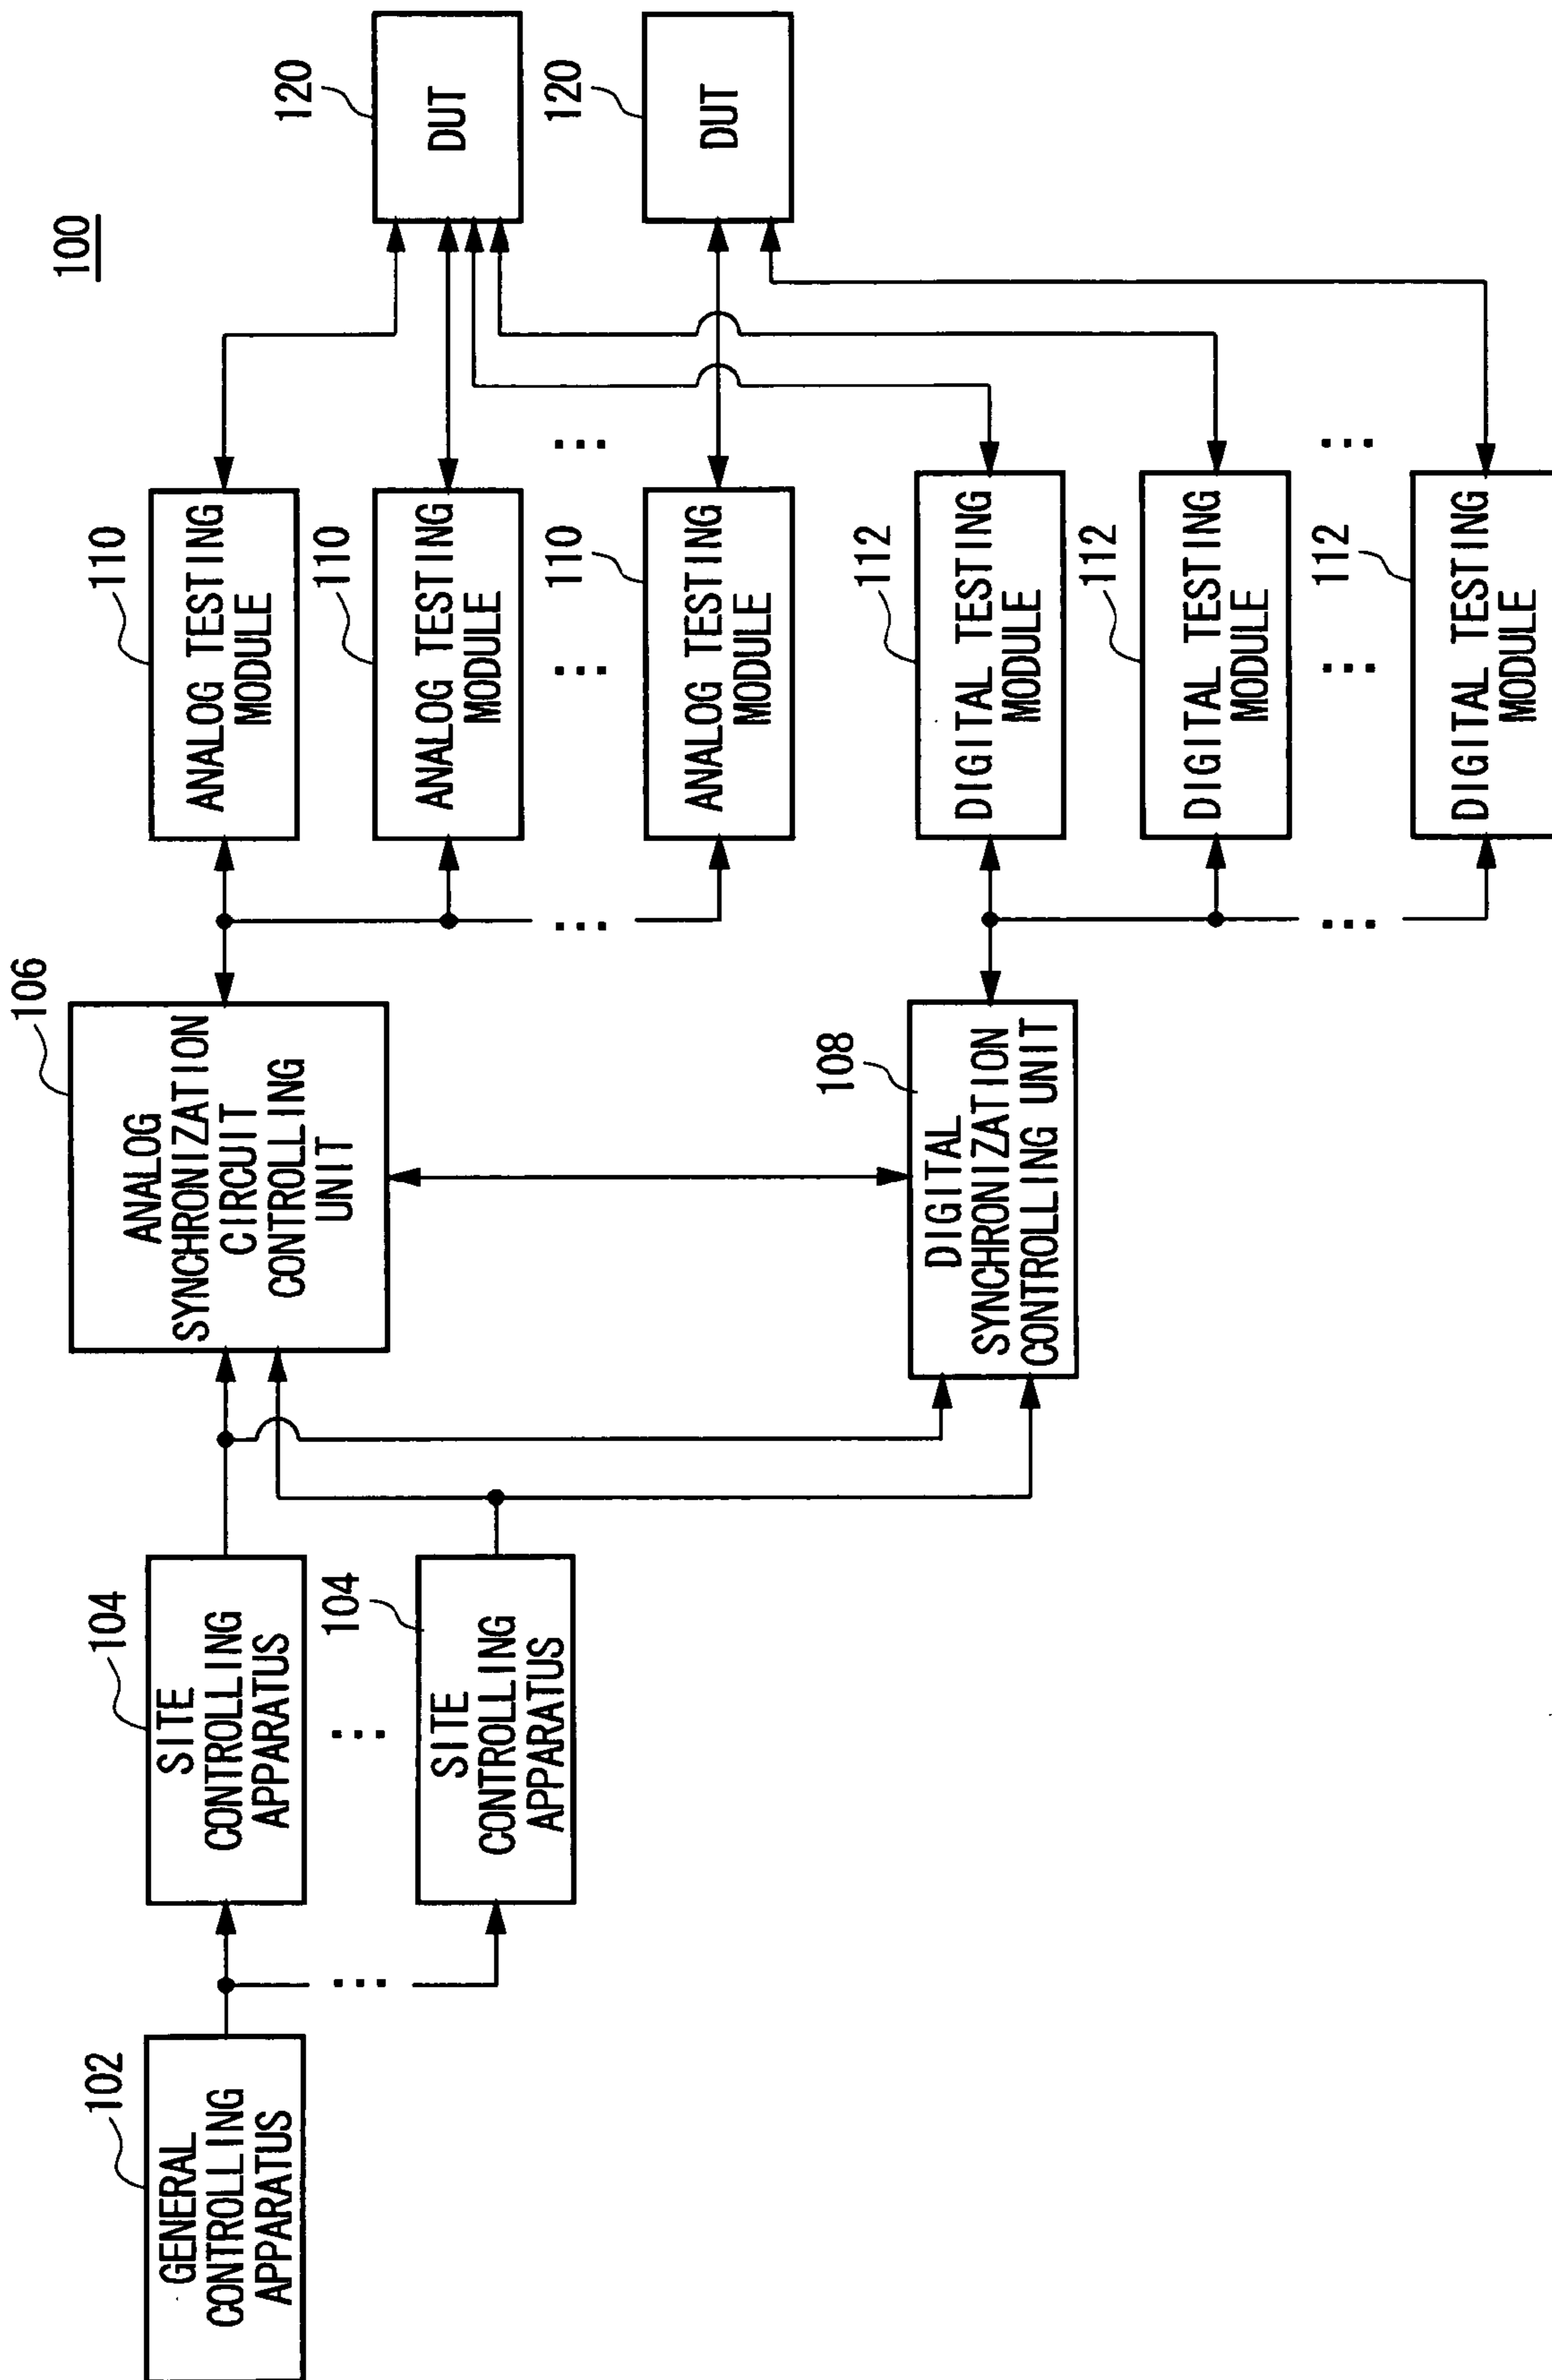 100
102
GENERAL
CONTROLLING
APPARATUS
104
SITE
CONTROLLING
APPARATUS
104
SITE
CONTROLLING
APPARATUS
106
ANALOG
SYNCHRONIZATION
CIRCUIT
CONTROLLING
UNIT
108
DIGITAL
SYNCHRONIZATION
CONTROLLING UNIT
110
ANALOG TESTING
MODULE
110
ANALOG TESTING
MODULE
110
ANALOG TESTING
MODULE
112
DIGITAL TESTING
MODULE
112
DIGITAL TESTING
MODULE
112
DIGITAL TESTING
MODULE
120
DUT
120
DUT